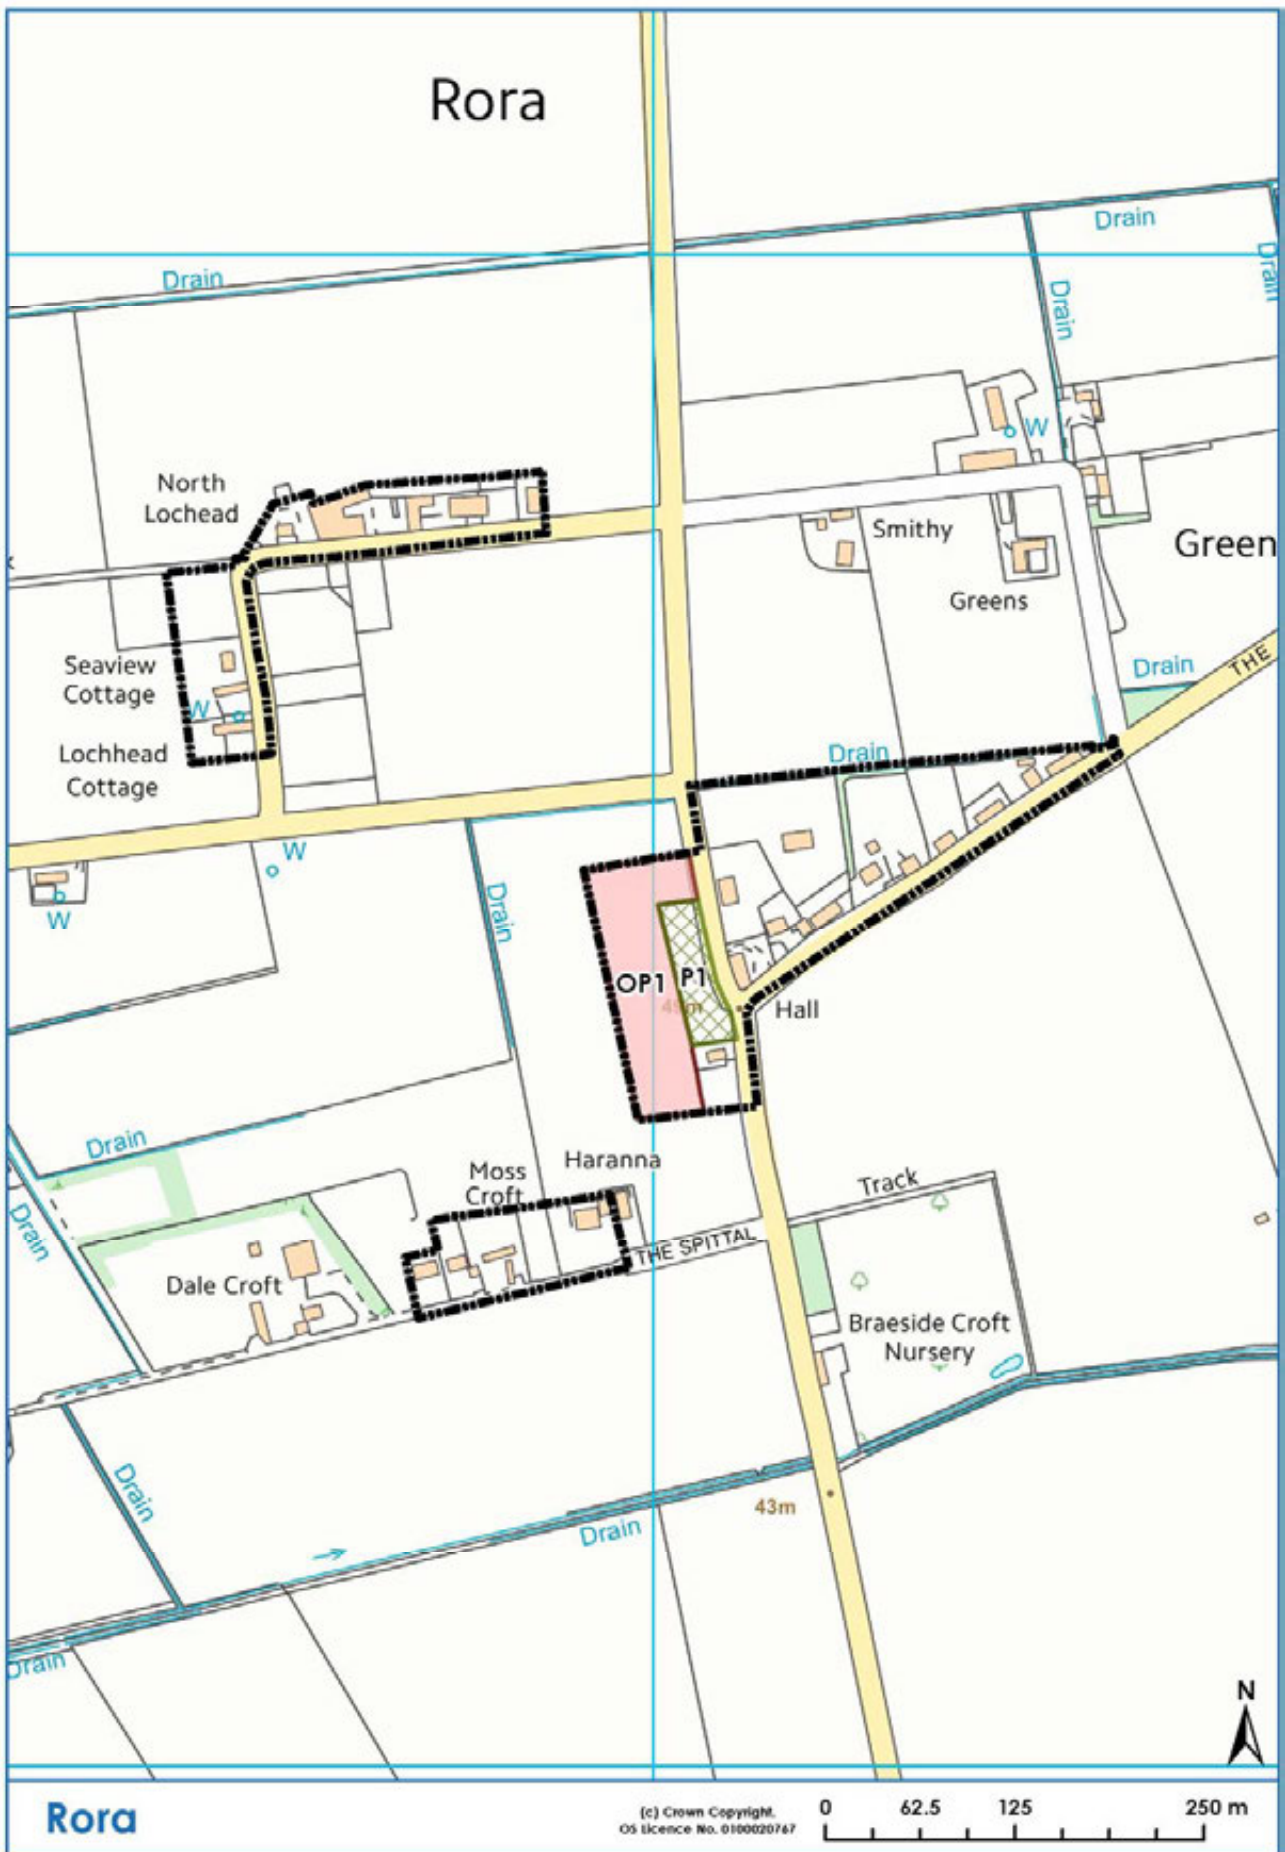 Rora
Drain
Drain
Drain
Drain
W
North
Lochead
Smithy
Green
Greens
Seaview
Cottage
W
Drain
THE
Lochhead
Cottage
Drain
W
W
Drain
OP1
P1
Hall
Drain
Haranna
Moss
Croft
Track
Drain
THE SPITTAL
Dale Croft
Braeside Croft
Nursery
Drain
43m
Drain
Drain
N
Rora
(c) Crown Copyright.
OS Licence No. 0100020767
0 62.5 125 250 m